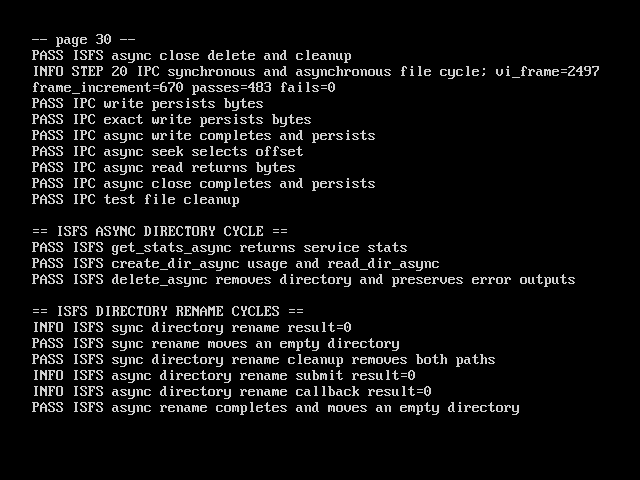 -- page 30 --
PASS ISFS async close delete and cleanup
INFO STEP 20 IPC synchronous and asynchronous file cycle; vi_frame=2497
frame_increment=670 passes=483 fails=0
PASS IPC write persists bytes
PASS IPC exact write persists bytes
PASS IPC async write completes and persists
PASS IPC async seek selects offset
PASS IPC async read returns bytes
PASS IPC async close completes and persists
PASS IPC test file cleanup
== ISFS ASYNC DIRECTORY CYCLE ==
PASS ISFS get_stats_async returns service stats
PASS ISFS create_dir_async usage and read_dir_async
PASS ISFS delete_async removes directory and preserves error outputs
== ISFS DIRECTORY RENAME CYCLES ==
INFO ISFS sync directory rename result=0
PASS ISFS sync rename moves an empty directory
PASS ISFS sync directory rename cleanup removes both paths
INFO ISFS async directory rename submit result=0
INFO ISFS async directory rename callback result=0
PASS ISFS async rename completes and moves an empty directory